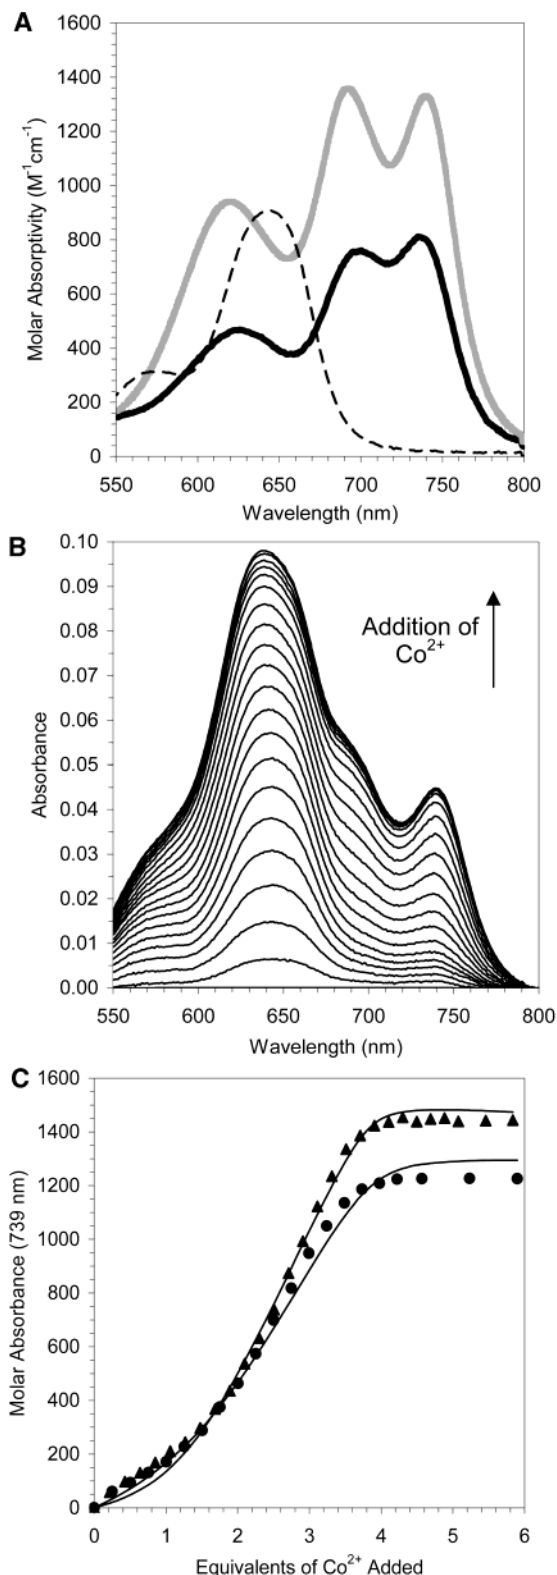 A
1600
1400
1200
1000
800
600
400
200
0
Molar Absorptivity (M⁻¹cm⁻¹)
550 600 650 700 750 800
Wavelength (nm)
B
0.10
0.09
0.08
0.07
0.06
0.05
0.04
0.03
0.02
0.01
0.00
Absorbance
Addition of
Co²⁺
550 600 650 700 750 800
Wavelength (nm)
C
1600
1400
1200
1000
800
600
400
200
0
Molar Absorbance (739 nm)
0 1 2 3 4 5 6
Equivalents of Co²⁺ Added